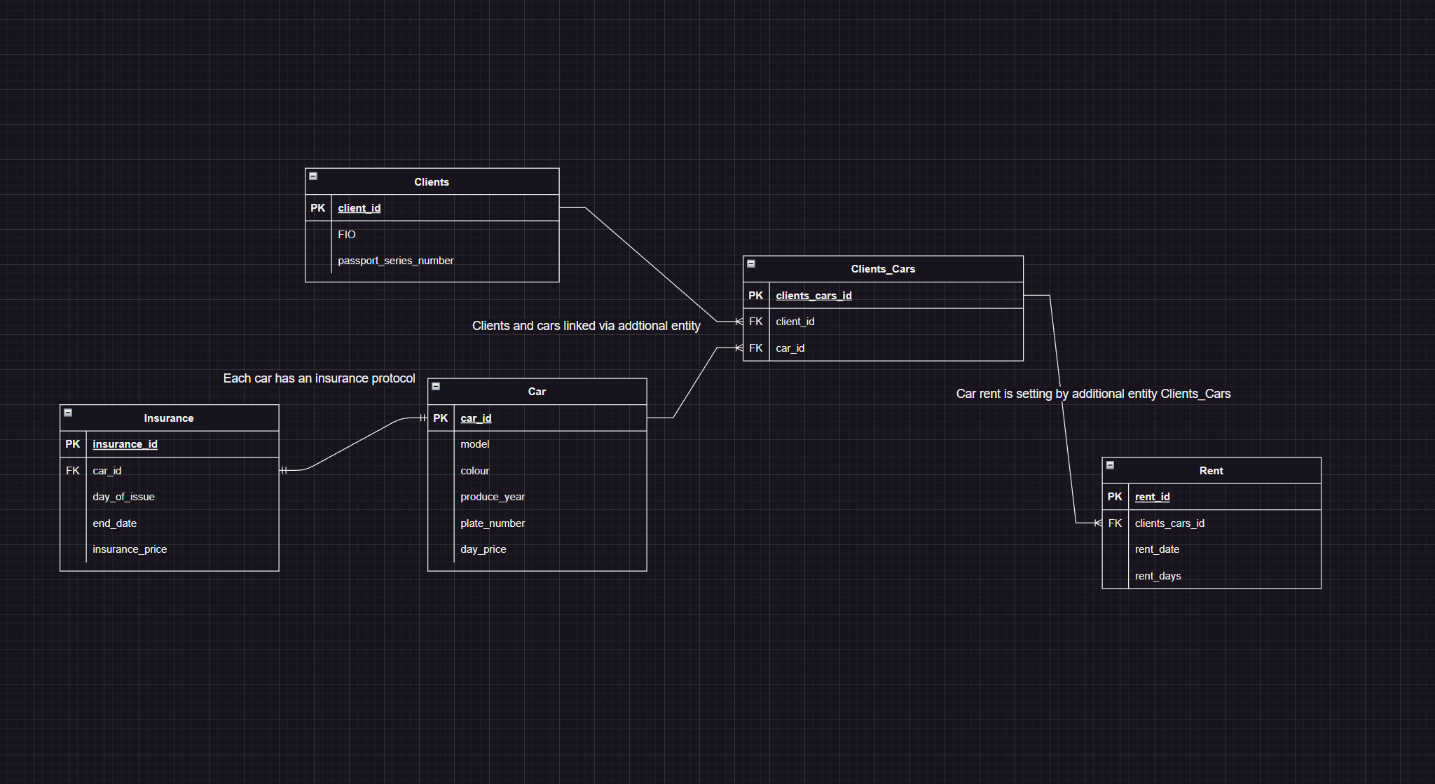 Clients
PK client_id
FIO
passport_series_number
Clients_Cars
PK clients_cars_id
FK client_id
FK car_id
Clients and cars linked via addtional entity
Each car has an insurance protocol
Car
PK car_id
model
colour
produce_year
plate_number
day_price
Insurance
PK insurance_id
FK car_id
day_of_issue
end_date
insurance_price
Car rent is setting by additional entity Clients_Cars
Rent
PK rent_id
FK clients_cars_id
rent_date
rent_days